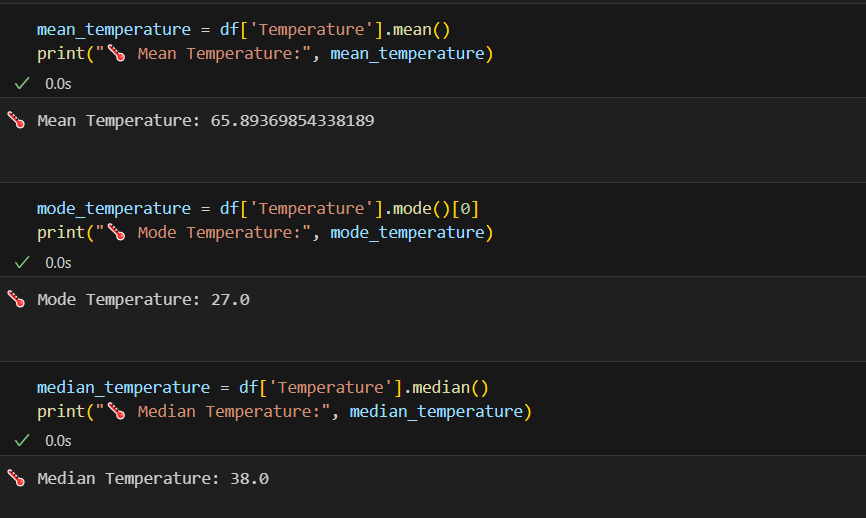 mean_temperature = df['Temperature'].mean()
print("🌡️ Mean Temperature:", mean_temperature)
✓ 0.0s
🌡️ Mean Temperature: 65.89369854338189
mode_temperature = df['Temperature'].mode()[0]
print("🌡️ Mode Temperature:", mode_temperature)
✓ 0.0s
🌡️ Mode Temperature: 27.0
median_temperature = df['Temperature'].median()
print("🌡️ Median Temperature:", median_temperature)
✓ 0.0s
🌡️ Median Temperature: 38.0